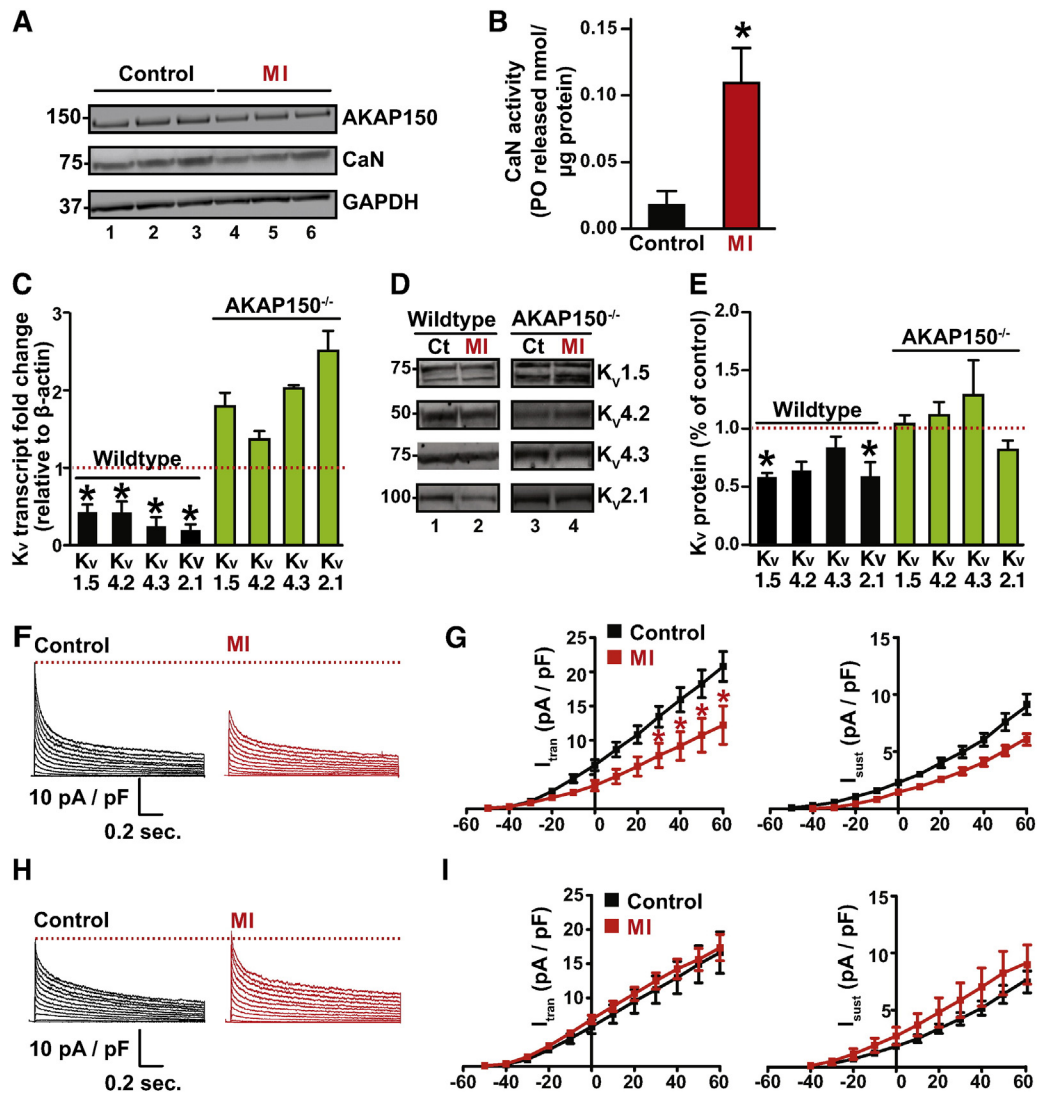 A
Control MI
150 AKAP150
75 CaN
37 GAPDH
1 2 3 4 5 6
B
CaN activity
(PO released nmol/
µg protein)
0.15
0.10
0.05
0.00
*
Control MI
C
Kv transcript fold change
(relative to β-actin)
3
2
1
0
AKAP150-/-
Wildtype
* * * *
Kv Kv Kv Kv Kv Kv Kv Kv
1.5 4.2 4.3 2.1 1.5 4.2 4.3 2.1
D
Wildtype AKAP150-/-
Ct MI Ct MI
75 KV1.5
50 KV4.2
75 KV4.3
100 KV2.1
1 2 3 4
E
Kv protein (% of control)
2.0
1.5
1.0
0.5
0.0
AKAP150-/-
Wildtype
* *
Kv Kv Kv Kv Kv Kv Kv Kv
1.5 4.2 4.3 2.1 1.5 4.2 4.3 2.1
F
Control MI
10 pA / pF
0.2 sec.
G
Control
MI
Itran (pA / pF)
25
20
15
10
5
* * * *
-60 -40 -20 0 20 40 60
Isust (pA / pF)
15
10
5
-60 -40 -20 0 20 40 60
H
Control MI
10 pA / pF
0.2 sec.
I
Control
MI
Itran (pA / pF)
25
20
15
10
5
-60 -40 -20 0 20 40 60
Isust (pA / pF)
15
10
5
-60 -40 -20 0 20 40 60